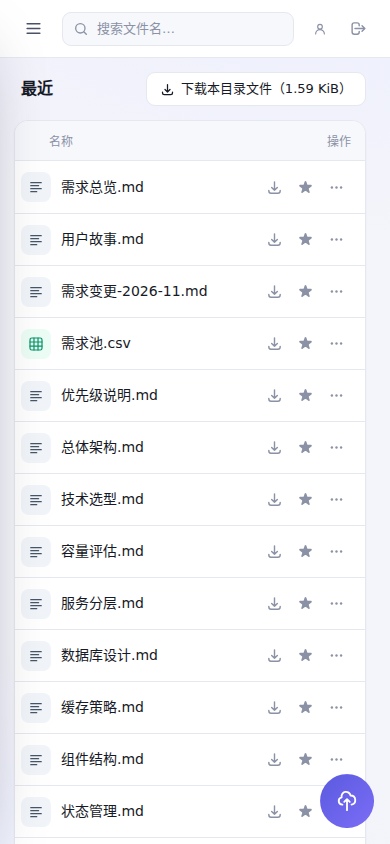 搜索文件名...
最近
下载本目录文件（1.59 KiB）
名称 操作
需求总览.md
用户故事.md
需求变更-2026-11.md
需求池.csv
优先级说明.md
总体架构.md
技术选型.md
容量评估.md
服务分层.md
数据库设计.md
缓存策略.md
组件结构.md
状态管理.md